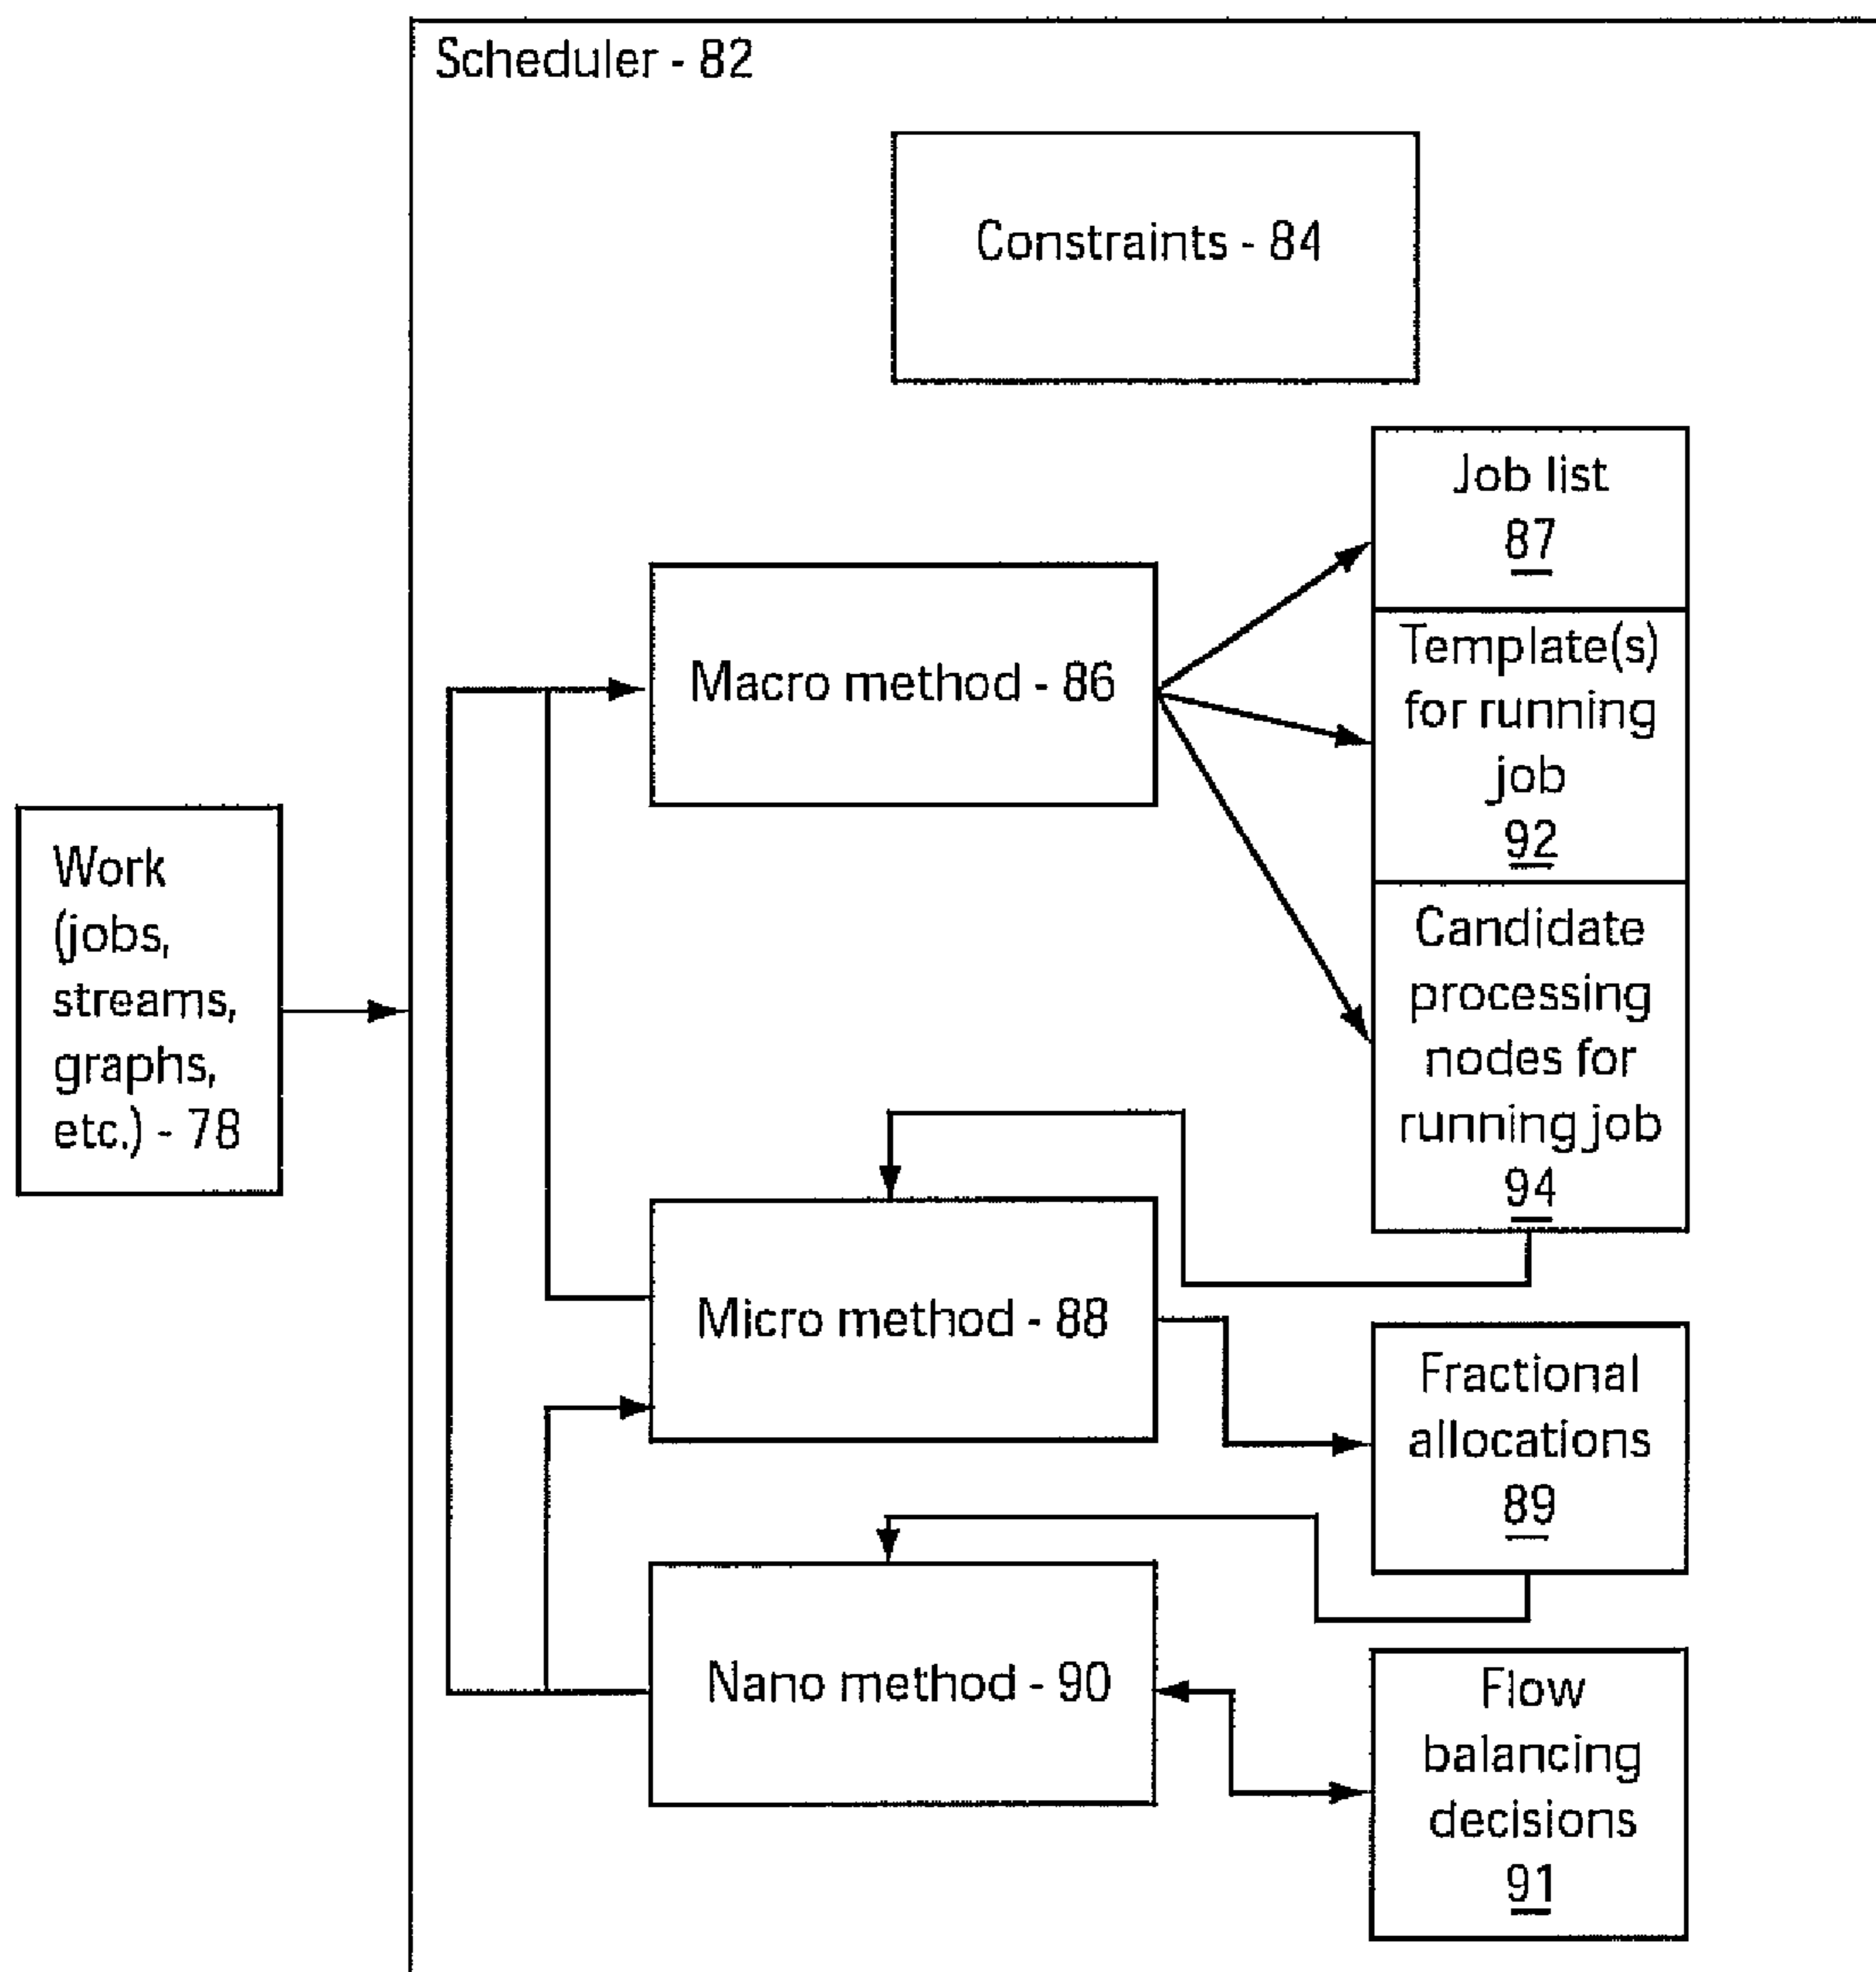 Scheduler - 82
Constraints - 84
Job list
87
Macro method - 86
Template(s)
for running
job
92
Work
(jobs,
streams,
graphs,
etc.) - 78
Candidate
processing
nodes for
running job
94
Micro method - 88
Fractional
allocations
89
Nano method - 90
Flow
balancing
decisions
91